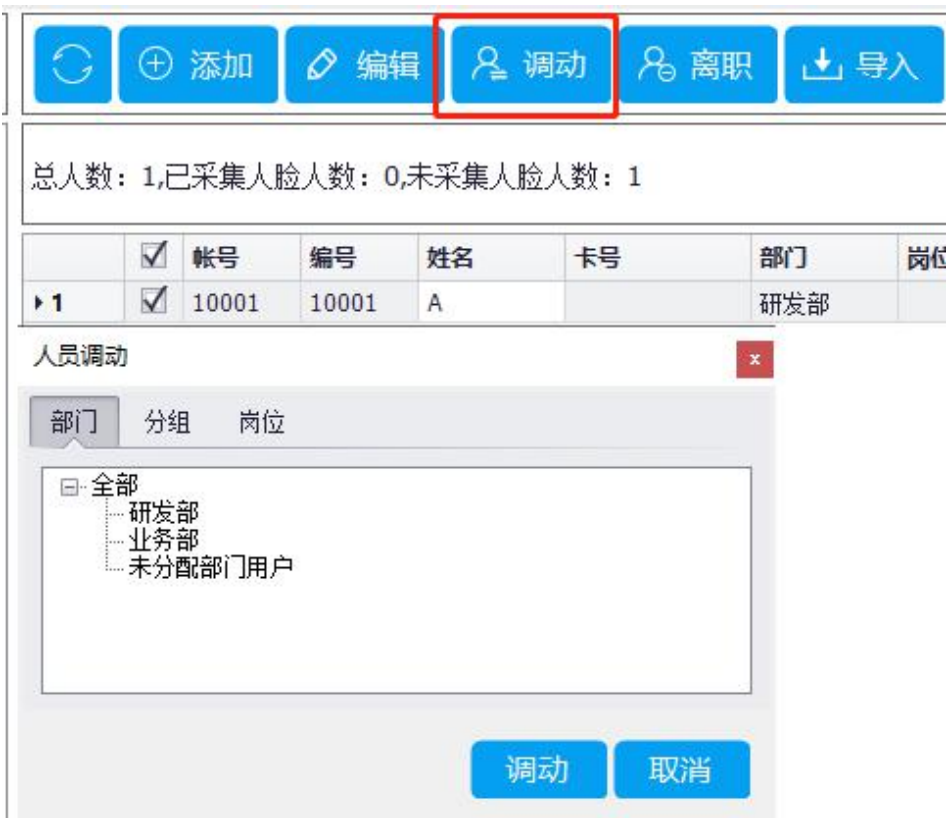 添加 编辑 调动 离职 导入
总人数：1,已采集人脸人数：0,未采集人脸人数：1
帐号 编号 姓名 卡号 部门 岗位
1 10001 10001 A 研发部
人员调动 x
部门 分组 岗位
全部
研发部
业务部
未分配部门用户
调动 取消